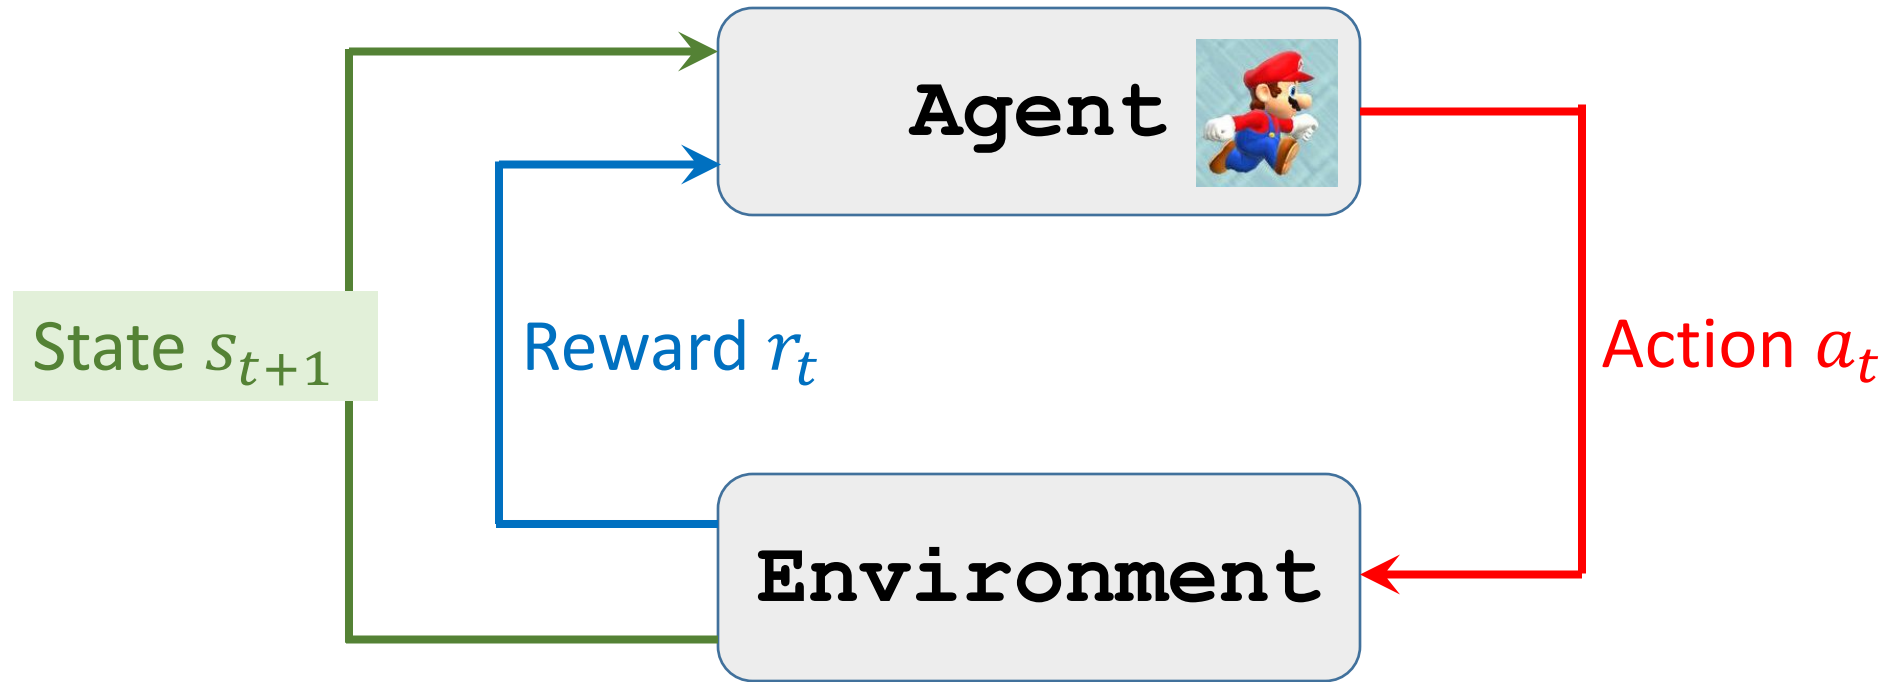 Agent
State s_{t+1}
Reward r_t
Action a_t
Environment